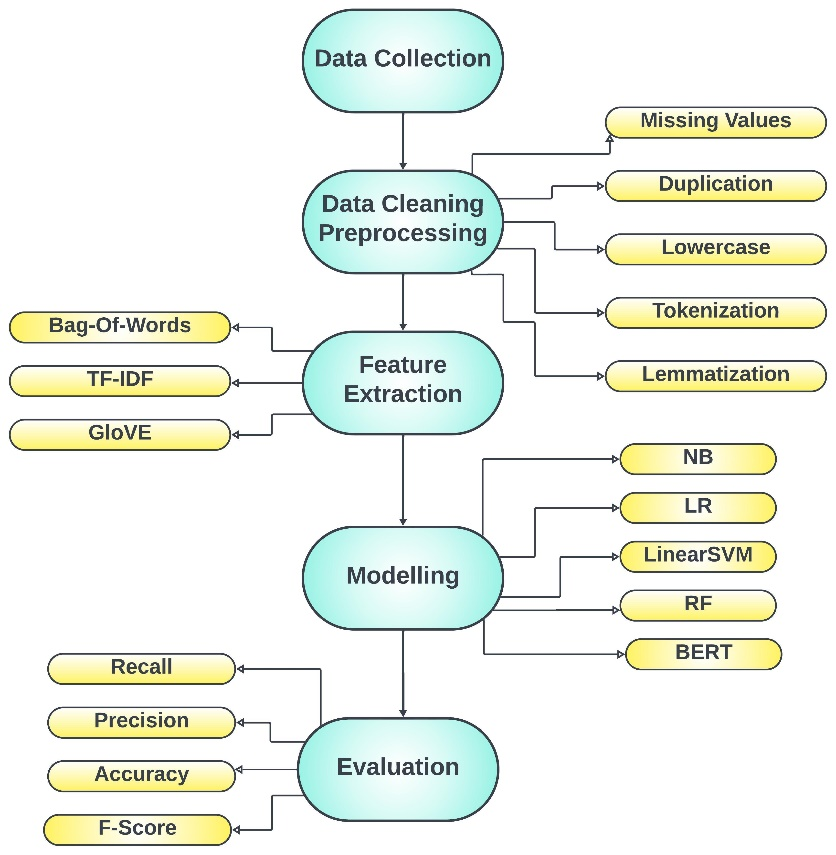 Data Collection
Missing Values
Data Cleaning
Preprocessing
Duplication
Lowercase
Tokenization
Lemmatization
Bag-Of-Words
TF-IDF
GloVE
Feature
Extraction
NB
LR
LinearSVM
RF
BERT
Modelling
Recall
Precision
Accuracy
F-Score
Evaluation